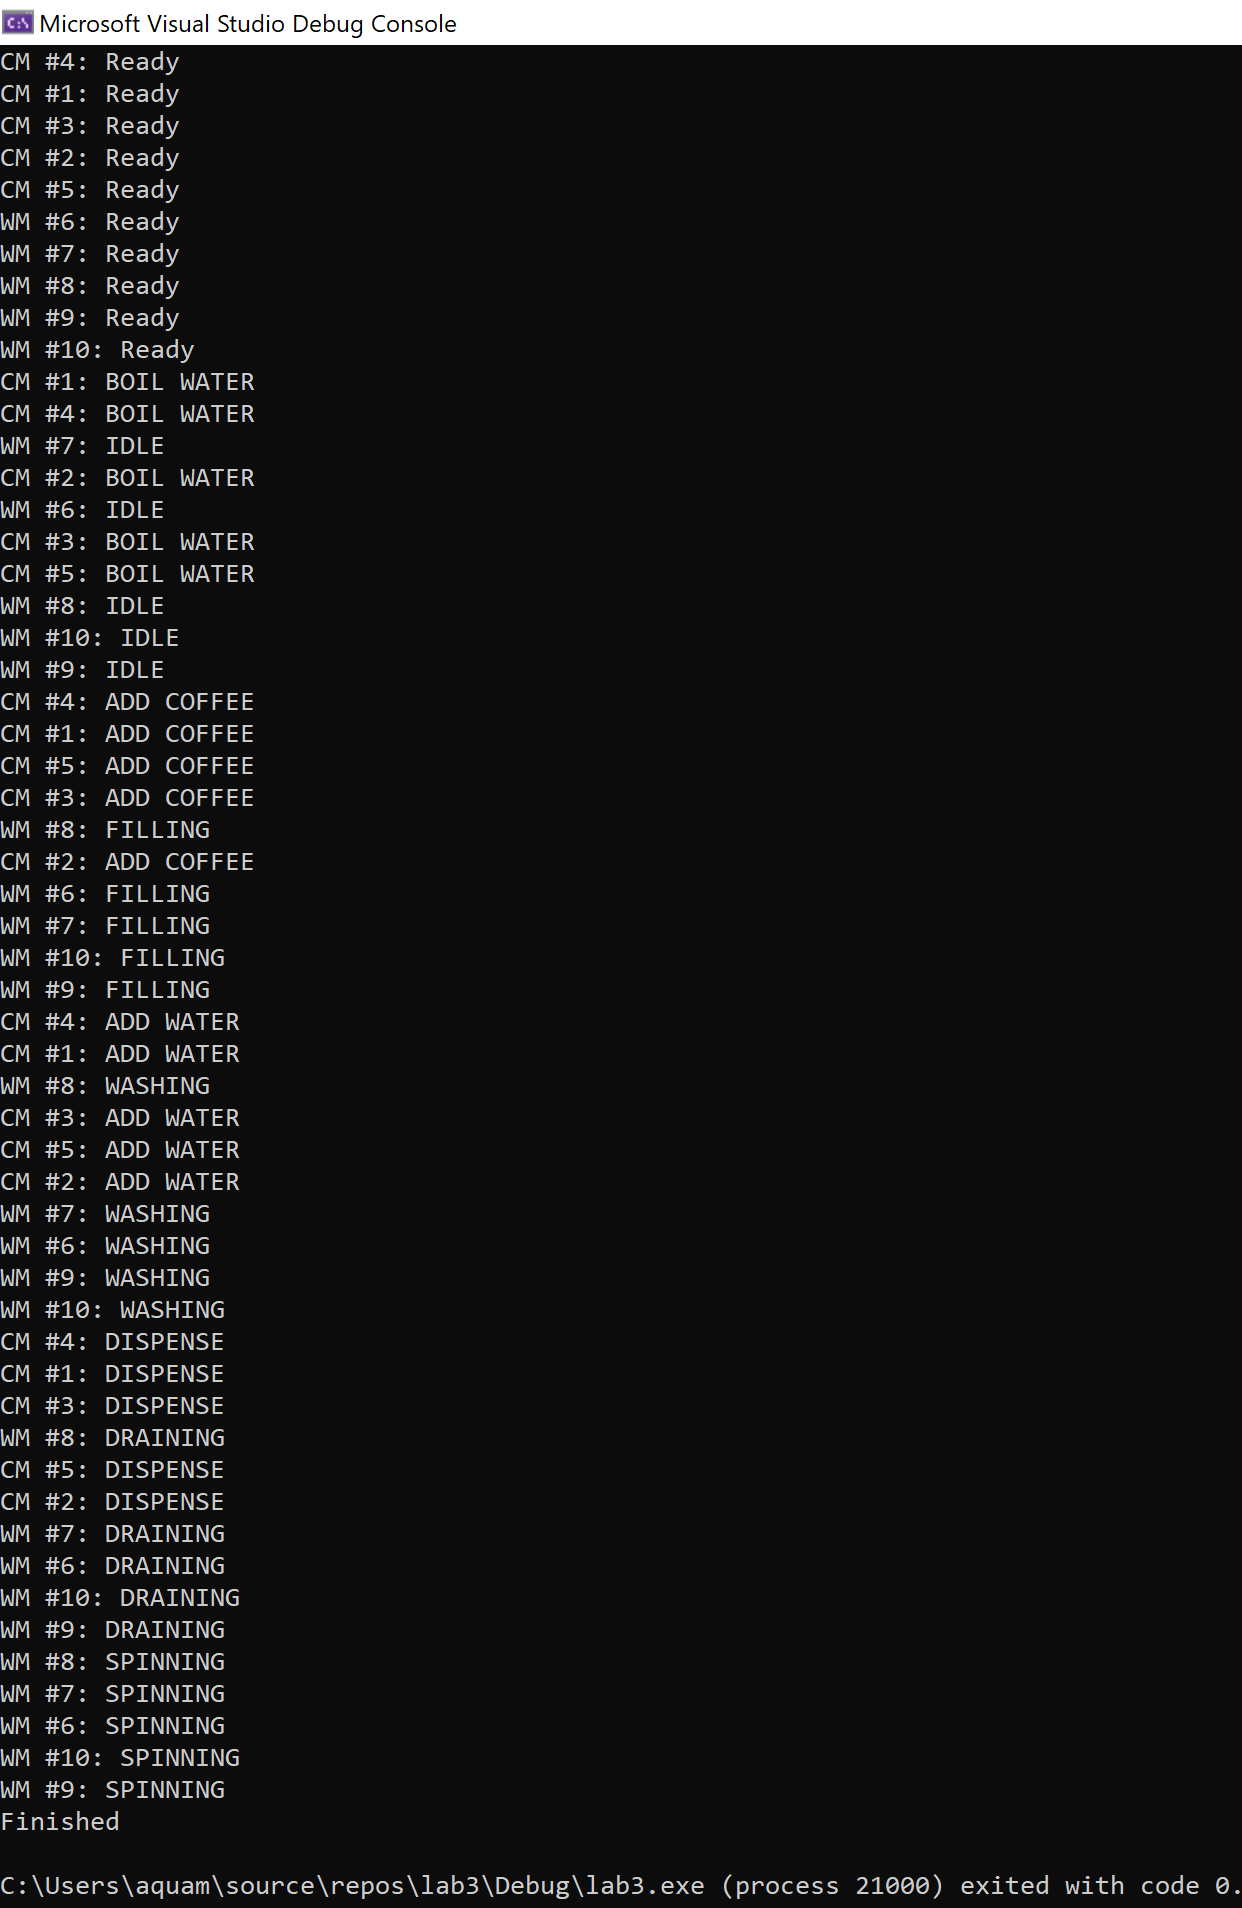 Microsoft Visual Studio Debug Console
CM #4: Ready
CM #1: Ready
CM #3: Ready
CM #2: Ready
CM #5: Ready
WM #6: Ready
WM #7: Ready
WM #8: Ready
WM #9: Ready
WM #10: Ready
CM #1: BOIL WATER
CM #4: BOIL WATER
WM #7: IDLE
CM #2: BOIL WATER
WM #6: IDLE
CM #3: BOIL WATER
CM #5: BOIL WATER
WM #8: IDLE
WM #10: IDLE
WM #9: IDLE
CM #4: ADD COFFEE
CM #1: ADD COFFEE
CM #5: ADD COFFEE
CM #3: ADD COFFEE
WM #8: FILLING
CM #2: ADD COFFEE
WM #6: FILLING
WM #7: FILLING
WM #10: FILLING
WM #9: FILLING
CM #4: ADD WATER
CM #1: ADD WATER
WM #8: WASHING
CM #3: ADD WATER
CM #5: ADD WATER
CM #2: ADD WATER
WM #7: WASHING
WM #6: WASHING
WM #9: WASHING
WM #10: WASHING
CM #4: DISPENSE
CM #1: DISPENSE
CM #3: DISPENSE
WM #8: DRAINING
CM #5: DISPENSE
CM #2: DISPENSE
WM #7: DRAINING
WM #6: DRAINING
WM #10: DRAINING
WM #9: DRAINING
WM #8: SPINNING
WM #7: SPINNING
WM #6: SPINNING
WM #10: SPINNING
WM #9: SPINNING
Finished
C:\Users\aquam\source\repos\lab3\Debug\lab3.exe (process 21000) exited with code 0.